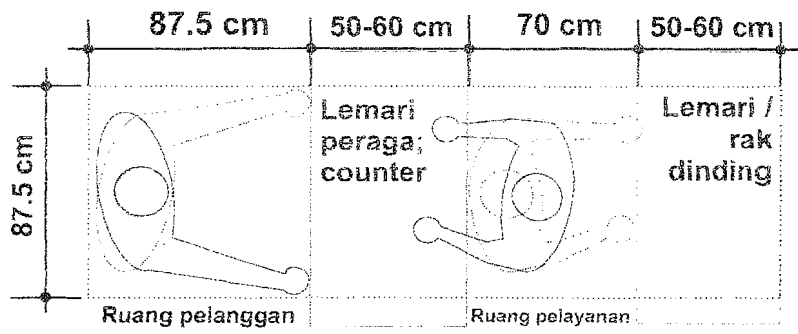 87.5 cm
50-60 cm
70 cm
50-60 cm
87.5 cm
Lemari
peraga;
counter
Lemari /
rak
dinding
Ruang pelanggan
Ruang pelayanan